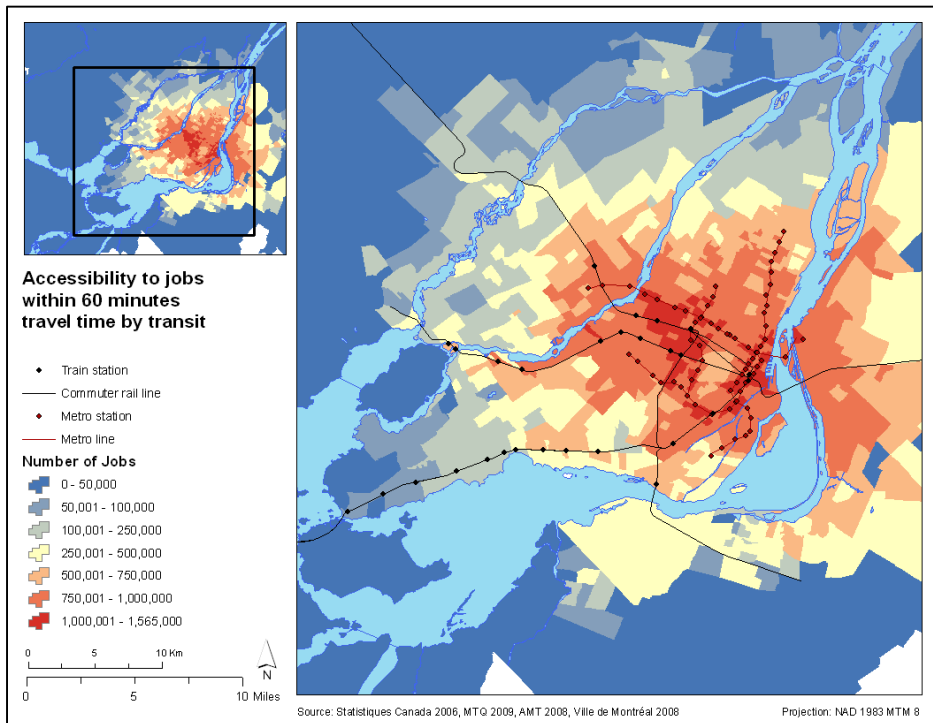 Accessibility to jobs
within 60 minutes
travel time by transit
Train station
Commuter rail line
Metro station
Metro line
Number of Jobs
0 - 50,000
50,001 - 100,000
100,001 - 250,000
250,001 - 500,000
500,001 - 750,000
750,001 - 1,000,000
1,000,001 - 1,565,000
0 5 10 Km
N
0 5 10 Miles
Source: Statistiques Canada 2006, MTQ 2009, AMT 2008, Ville de Montréal 2008 Projection: NAD 1983 MTM 8